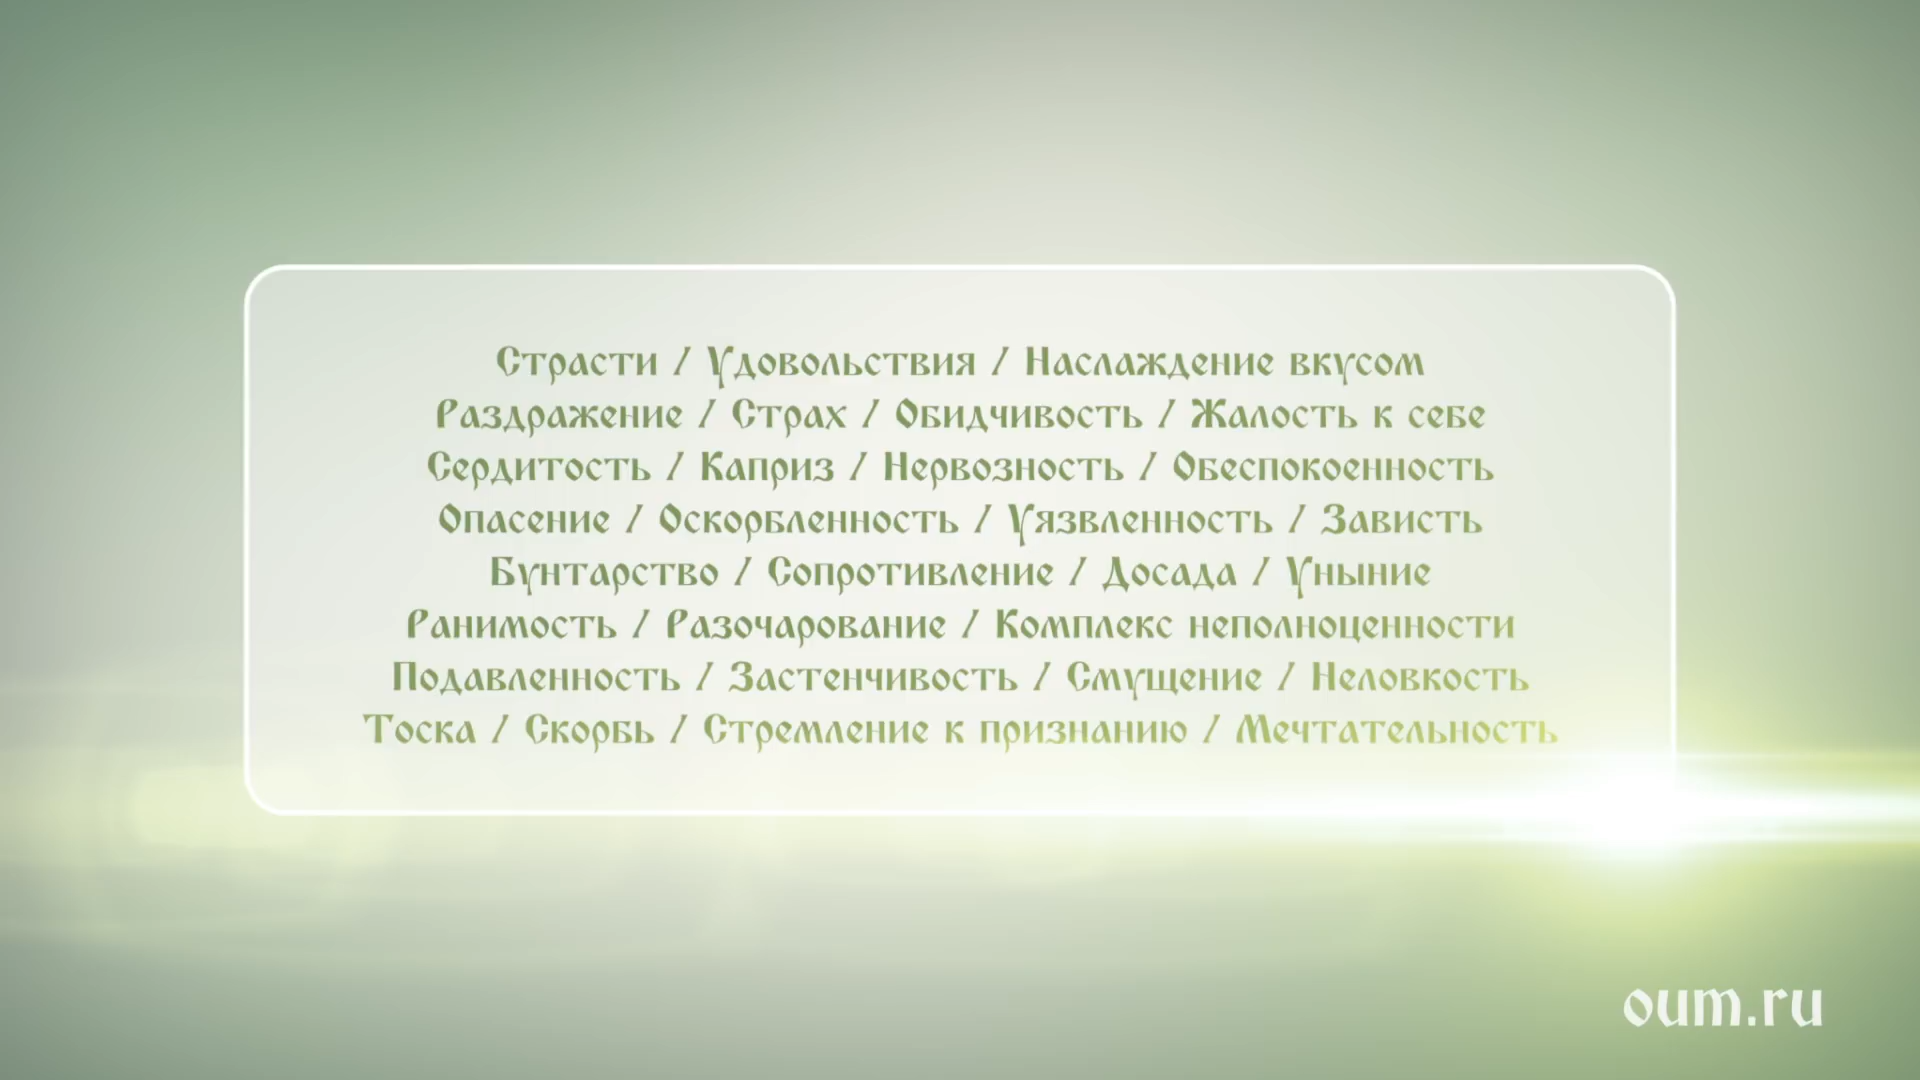 Страсти / Удовольствия / Наслаждение вкусом
Раздражение / Страх / Обидчивость / Жалость к себе
Сердитость / Каприз / Нервозность / Обеспокоенность
Опасение / Оскорбленность / Уязвленность / Зависть
Бунтарство / Сопротивление / Досада / Уныние
Ранимость / Разочарование / Комплекс неполноценности
Подавленность / Застенчивость / Смущение / Неловкость
Тоска / Скорбь / Стремление к признанию / Мечтательность
oum.ru